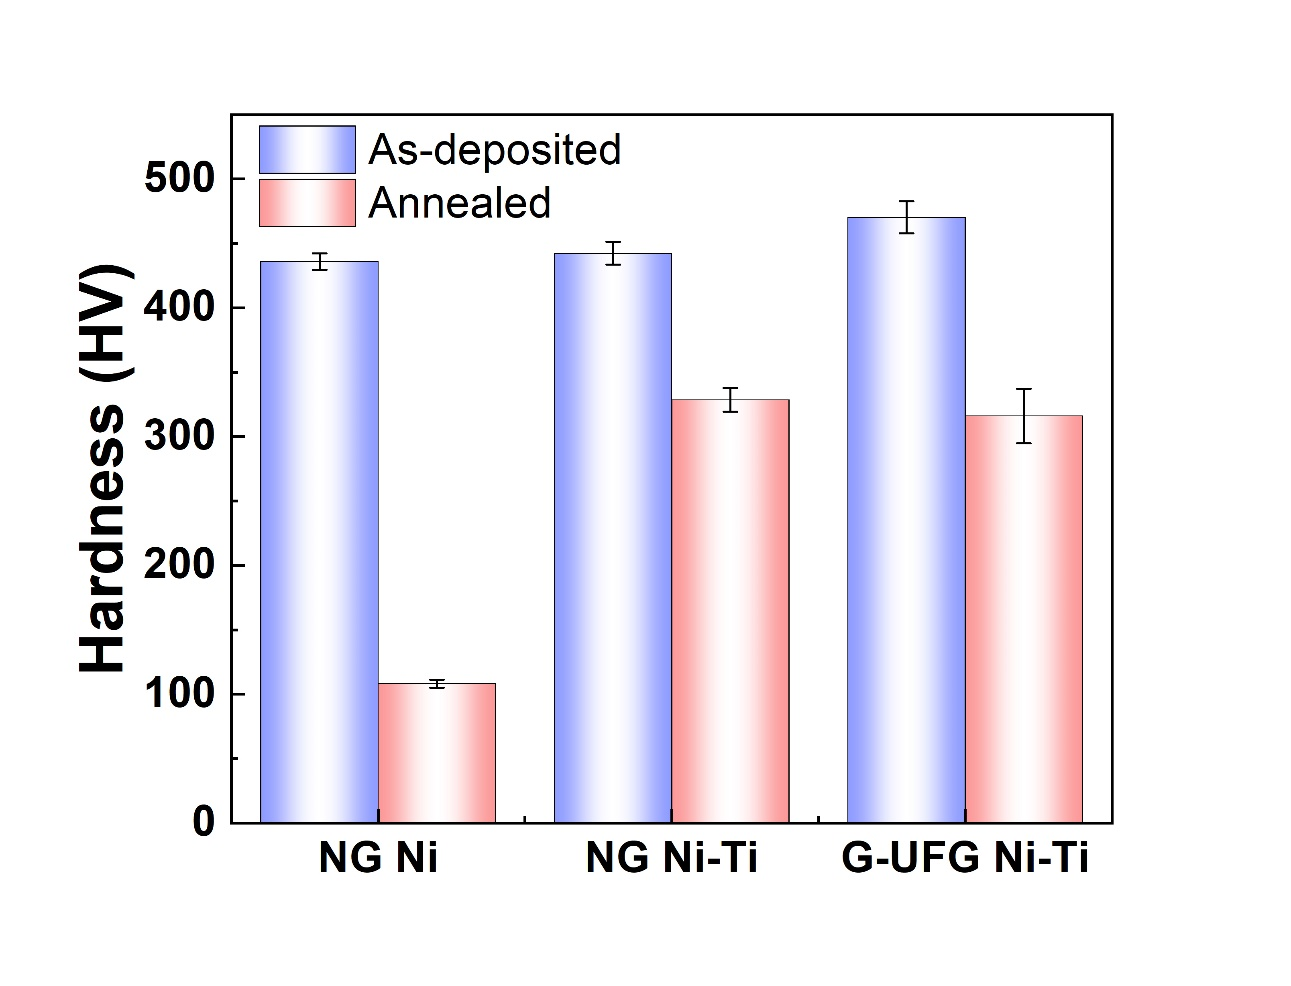 As-deposited
Annealed
Hardness (HV)
500
400
300
200
100
0
NG Ni
NG Ni-Ti
G-UFG Ni-Ti